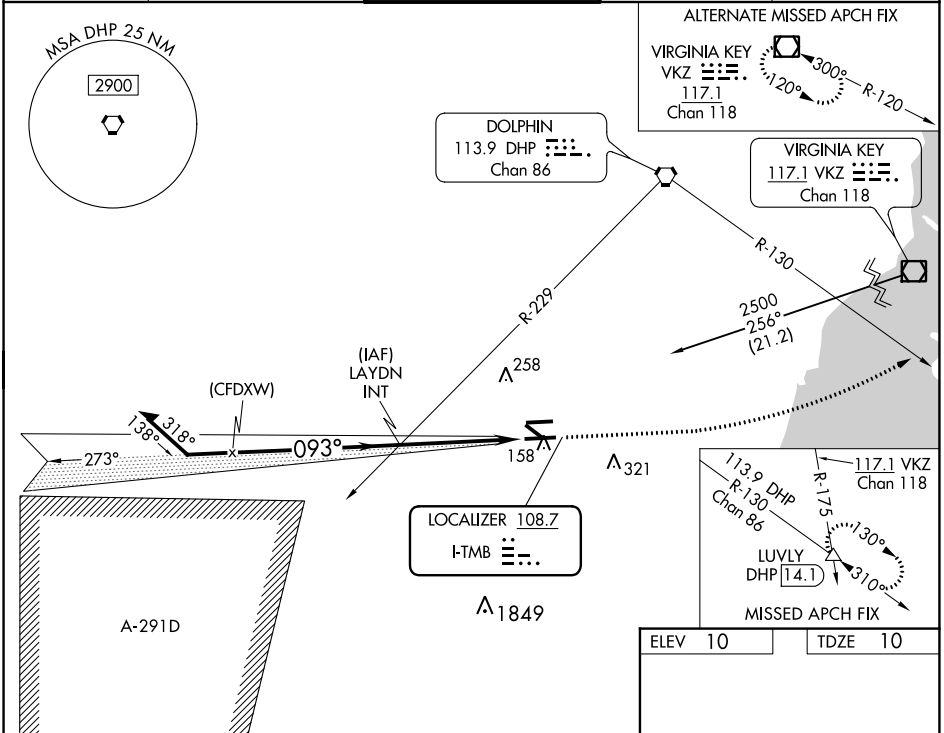 MSA DHP 25 NM
2900
ALTERNATE MISSED APCH FIX
VIRGINIA KEY
VKZ
117.1
Chan 118
300°
R-120
120°
DOLPHIN
113.9 DHP
Chan 86
VIRGINIA KEY
117.1 VKZ
Chan 118
R-130
R-229
2500
256°
(21.2)
(IAF)
LAYDN
INT
258
(CFDXW)
318°
138°
093°
273°
158
321
LOCALIZER 108.7
I-TMB
1849
A-291D
113.9 DHP
R-130
Chan 86
117.1 VKZ
Chan 118
R-175
130°
LUVLY
DHP 14.1
310°
MISSED APCH FIX
ELEV 10
TDZE 10